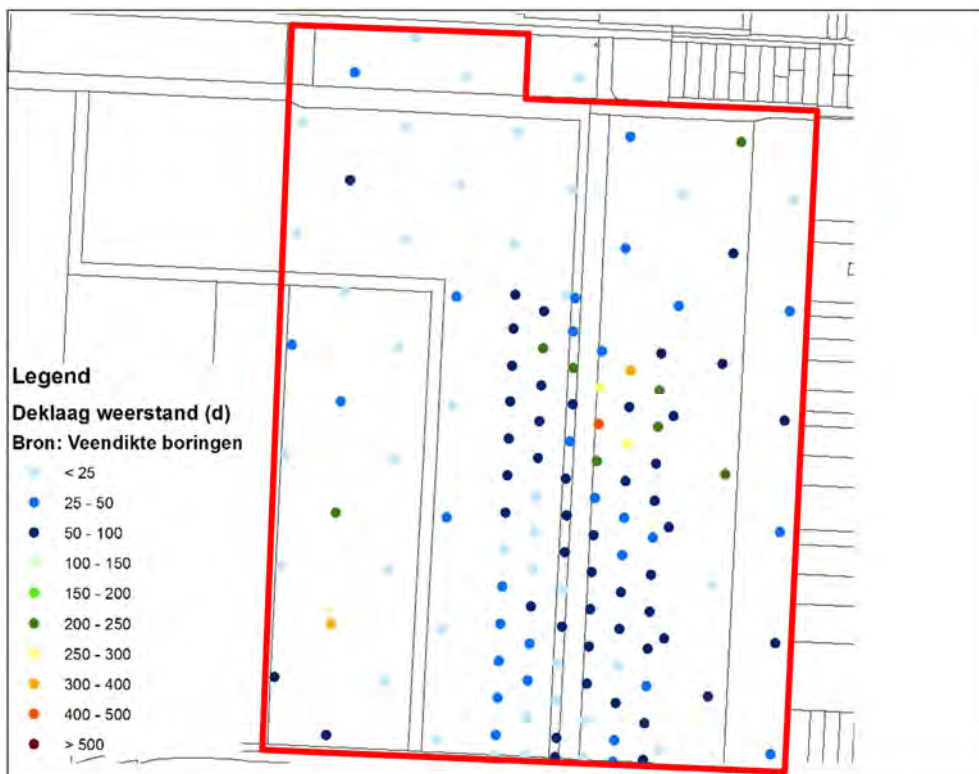 Legend
Deklaag weerstand (d)
Bron: Veendikte boringen
< 25
25 - 50
50 - 100
100 - 150
150 - 200
200 - 250
250 - 300
300 - 400
400 - 500
> 500